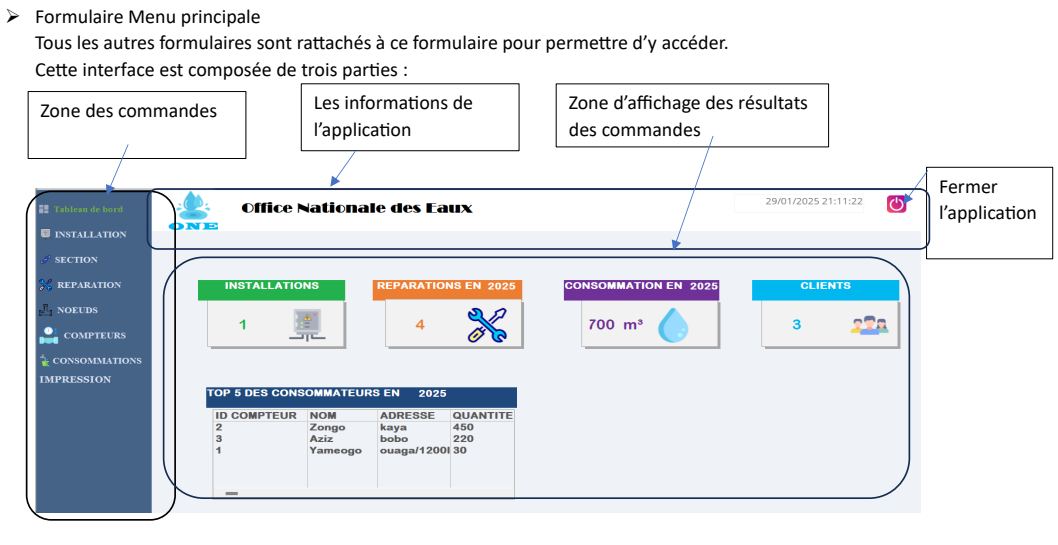 Formulaire Menu principale
Tous les autres formulaires sont rattachés à ce formulaire pour permettre d'y accéder.
Cette interface est composée de trois parties :
Zone des commandes
Les informations de
l'application
Zone d'affichage des résultats
des commandes
Fermer
l'application
Tableau de bord
INSTALLATION
SECTION
REPARATION
NOEUDS
COMPTEURS
CONSOMMATIONS
IMPRESSION
ONE
Office Nationale des Eaux
29/01/2025 21:11:22
INSTALLATIONS
1
REPARATIONS EN 2025
4
CONSOMMATION EN 2025
700 m³
CLIENTS
3
TOP 5 DES CONSOMMATEURS EN 2025
ID COMPTEUR NOM ADRESSE QUANTITE
2 Zongo kaya 450
3 Aziz bobo 220
1 Yameogo ouaga/1200l 30